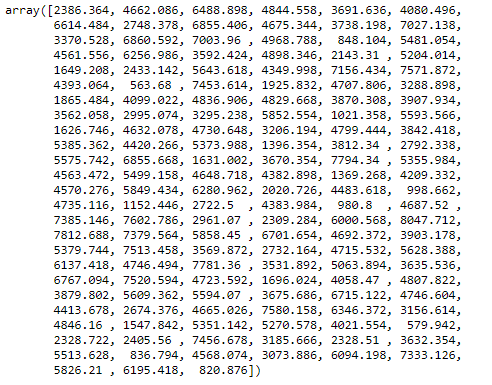 array([2386.364, 4662.086, 6488.898, 4844.558, 3691.636, 4080.496,
6614.484, 2748.378, 6855.406, 4675.344, 3738.198, 7027.138,
3370.528, 6860.592, 7003.96 , 4968.788,  848.104, 5481.054,
4561.556, 6256.986, 3592.424, 4898.346, 2143.31 , 5204.014,
1649.208, 2433.142, 5643.618, 4349.998, 7156.434, 7571.872,
4393.064,  563.68 , 7453.614, 1925.832, 4707.806, 3288.898,
1865.484, 4099.022, 4836.906, 4829.668, 3870.308, 3907.934,
3562.058, 2995.074, 3295.238, 5852.554, 1021.358, 5593.566,
1626.746, 4632.078, 4730.648, 3206.194, 4799.444, 3842.418,
5385.362, 4420.266, 5373.988, 1396.354, 3812.34 , 2792.338,
5575.742, 6855.668, 1631.002, 3670.354, 7794.34 , 5355.984,
4563.472, 5499.158, 4648.718, 4382.898, 1369.268, 4209.332,
4570.276, 5849.434, 6280.962, 2020.726, 4483.618,  998.662,
4735.116, 1152.446, 2722.5  , 4383.984,  980.8  , 4687.52 ,
7385.146, 7602.786, 2961.07 , 2309.284, 6000.568, 8047.712,
7812.688, 7379.564, 5858.45 , 6701.654, 4692.372, 3903.178,
5379.744, 7513.458, 3569.872, 2732.164, 4715.532, 5628.388,
6137.418, 4746.494, 7781.36 , 3531.892, 5063.894, 3635.536,
6767.094, 7520.594, 4723.592, 1696.024, 4058.47 , 4807.822,
3879.802, 5609.362, 5594.07 , 3675.686, 6715.122, 4746.604,
4413.678, 2674.376, 4665.026, 7580.158, 6346.372, 3156.614,
4846.16 , 1547.842, 5351.142, 5270.578, 4021.554,  579.942,
2328.722, 2405.56 , 7456.678, 3185.666, 2328.51 , 3632.354,
5513.628,  836.794, 4568.074, 3073.886, 6094.198, 7333.126,
5826.21 , 6195.418,  820.876])